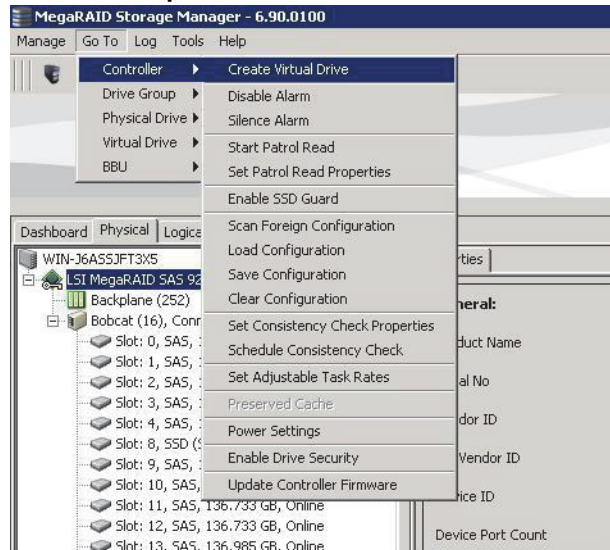 MegaRAID Storage Manager - 6.90.0100
Manage Go To Log Tools Help
Controller
Drive Group
Physical Drive
Virtual Drive
BBU
Create Virtual Drive
Disable Alarm
Silence Alarm
Start Patrol Read
Set Patrol Read Properties
Enable SSD Guard
Scan Foreign Configuration
Load Configuration
Save Configuration
Clear Configuration
Set Consistency Check Properties
Schedule Consistency Check
Set Adjustable Task Rates
Preserved Cache
Power Settings
Enable Drive Security
Update Controller Firmware
Dashboard Physical Logica
WIN-J6ASSJFT3X5
LSI MegaRAID SAS 92
Backplane (252)
Bobcat (16), Conr
Slot: 0, SAS,
Slot: 1, SAS,
Slot: 2, SAS,
Slot: 3, SAS,
Slot: 4, SAS,
Slot: 8, SSD (S
Slot: 9, SAS,
Slot: 10, SAS,
Slot: 11, SAS, 136.733 GB, Online
Slot: 12, SAS, 136.733 GB, Online
Slot: 13, SAS, 136.985 GB, Online
rties
neral:
duct Name
al No
dor ID
Vendor ID
ice ID
Device Port Count